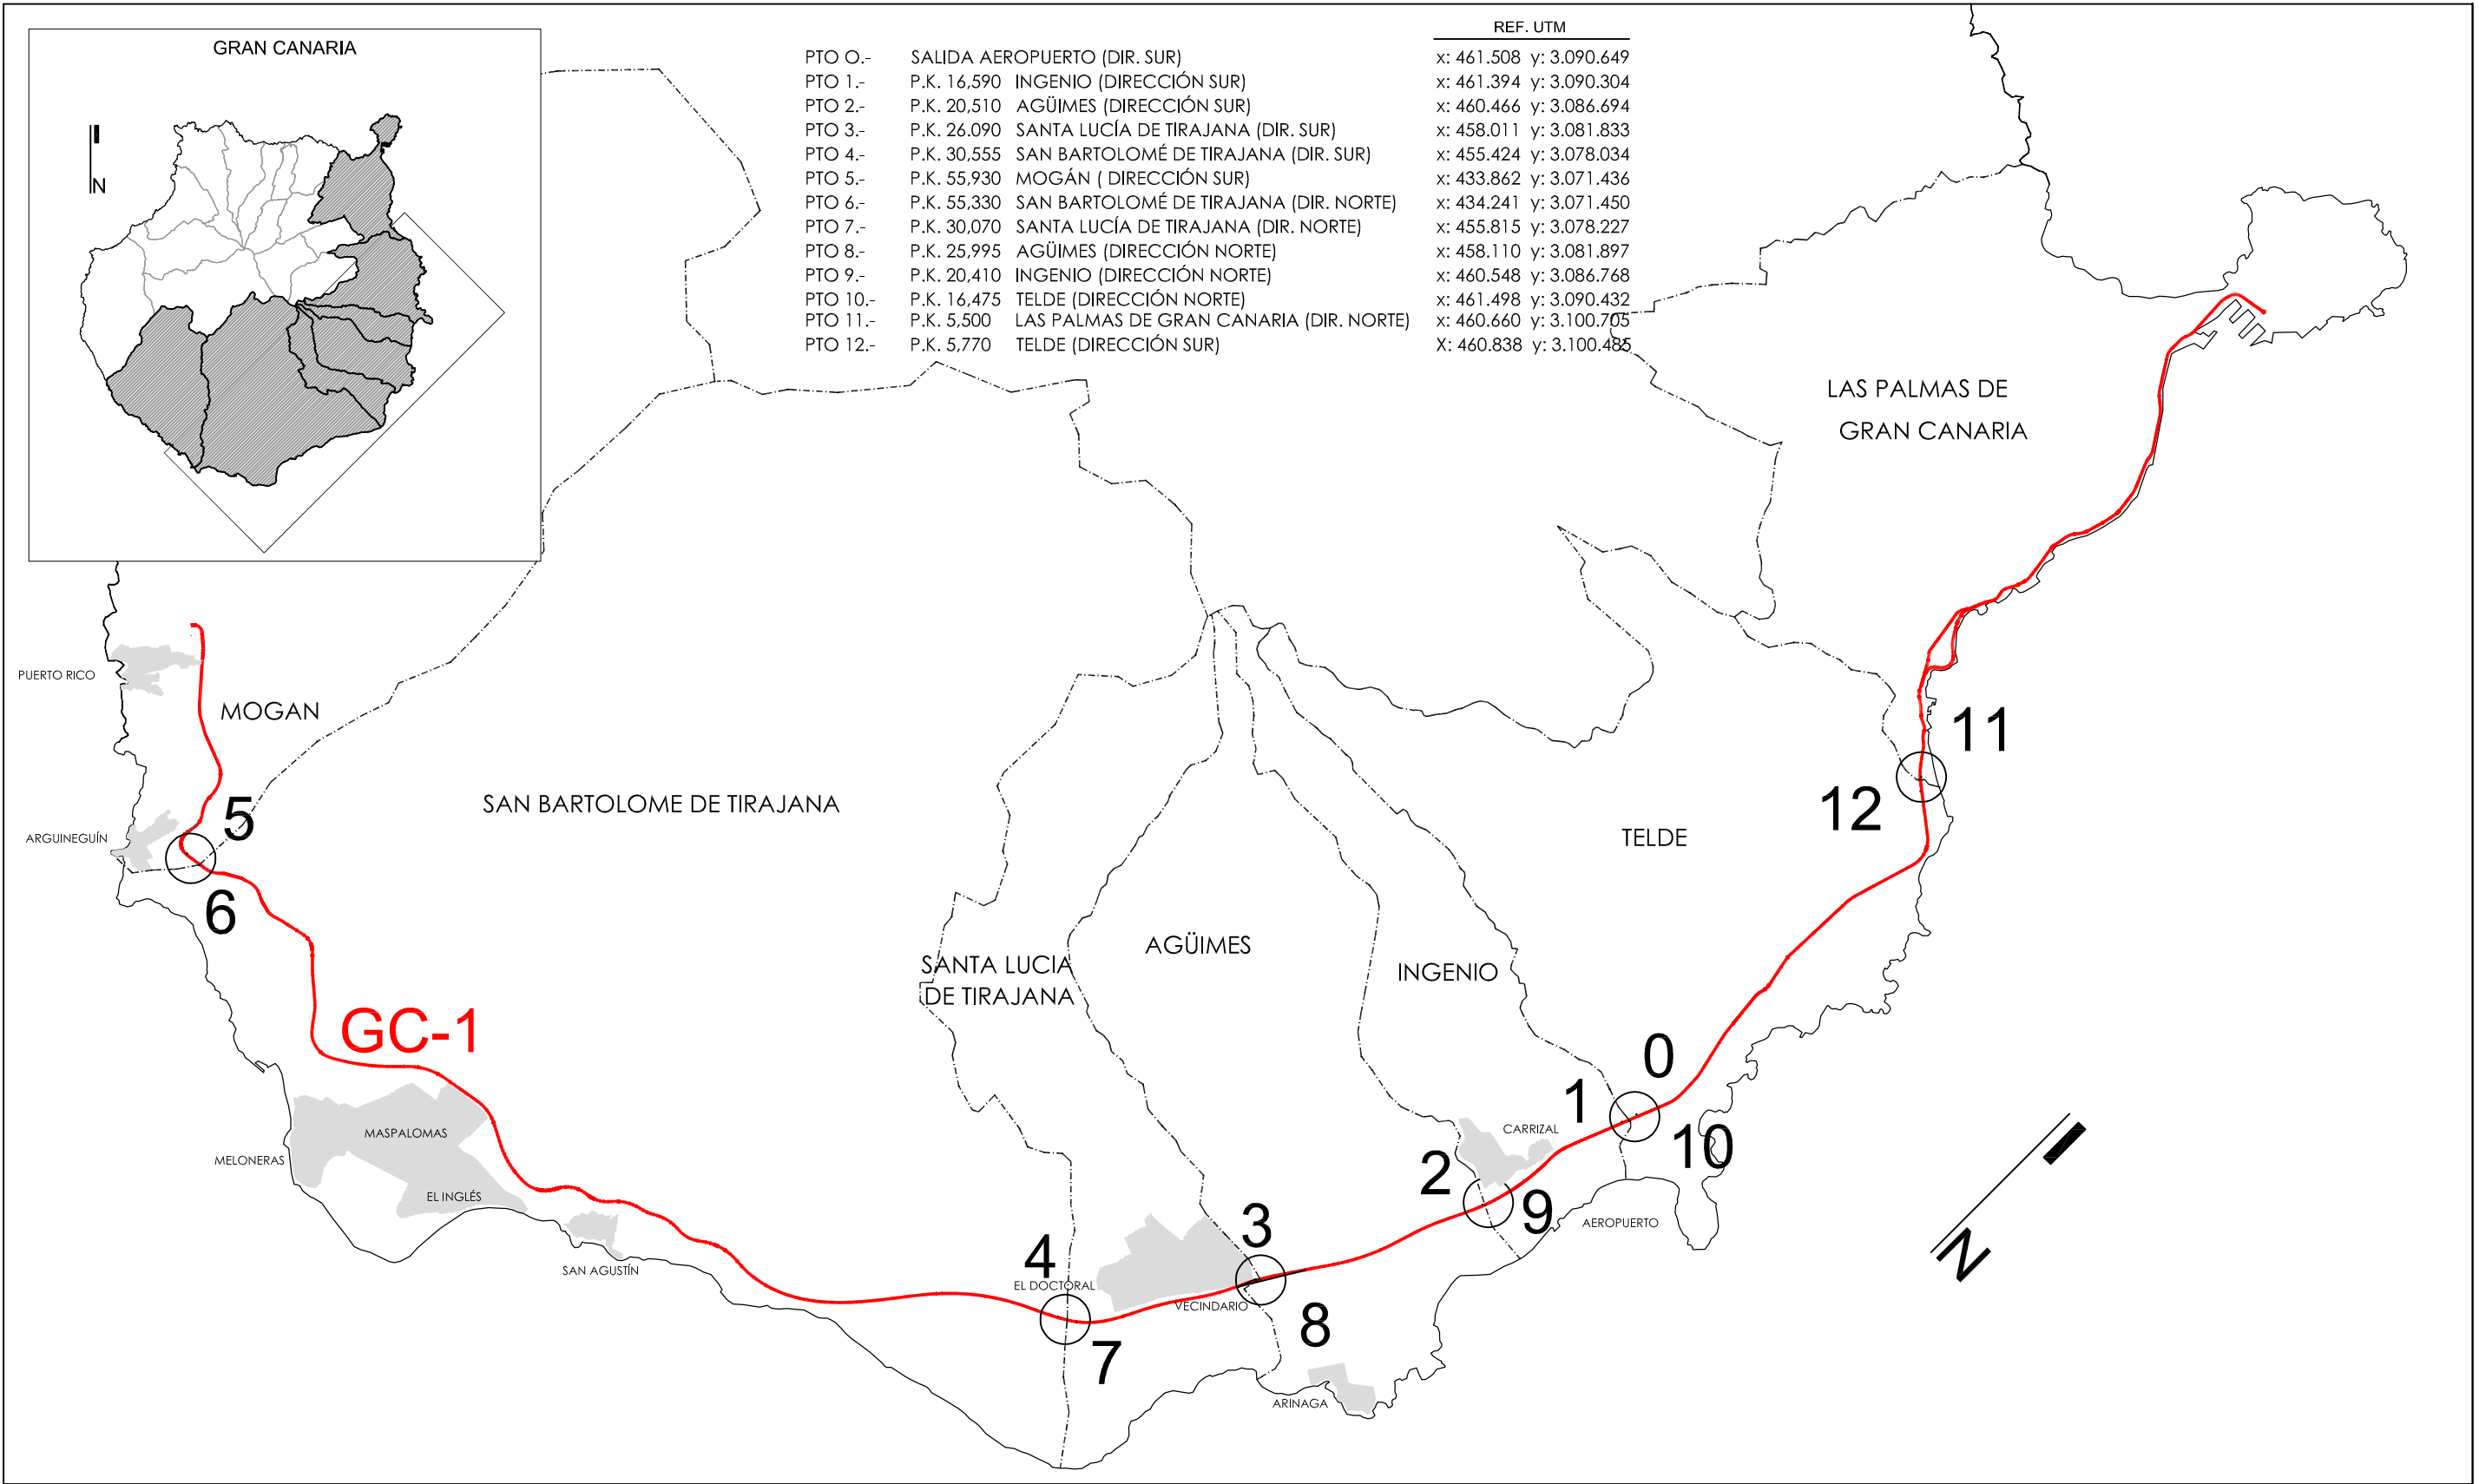 GRAN CANARIA
N
REF. UTM
PTO O.- SALIDA AEROPUERTO (DIR. SUR) x: 461.508 y: 3.090.649
PTO 1.- P.K. 16,590 INGENIO (DIRECCIÓN SUR) x: 461.394 y: 3.090.304
PTO 2.- P.K. 20,510 AGÜIMES (DIRECCIÓN SUR) x: 460.466 y: 3.086.694
PTO 3.- P.K. 26.090 SANTA LUCÍA DE TIRAJANA (DIR. SUR) x: 458.011 y: 3.081.833
PTO 4.- P.K. 30,555 SAN BARTOLOMÉ DE TIRAJANA (DIR. SUR) x: 455.424 y: 3.078.034
PTO 5.- P.K. 55,930 MOGÁN ( DIRECCIÓN SUR) x: 433.862 y: 3.071.436
PTO 6.- P.K. 55,330 SAN BARTOLOMÉ DE TIRAJANA (DIR. NORTE) x: 434.241 y: 3.071.450
PTO 7.- P.K. 30,070 SANTA LUCÍA DE TIRAJANA (DIR. NORTE) x: 455.815 y: 3.078.227
PTO 8.- P.K. 25,995 AGÜIMES (DIRECCIÓN NORTE) x: 458.110 y: 3.081.897
PTO 9.- P.K. 20,410 INGENIO (DIRECCIÓN NORTE) x: 460.548 y: 3.086.768
PTO 10.- P.K. 16,475 TELDE (DIRECCIÓN NORTE) x: 461.498 y: 3.090.432
PTO 11.- P.K. 5,500 LAS PALMAS DE GRAN CANARIA (DIR. NORTE) x: 460.660 y: 3.100.705
PTO 12.- P.K. 5,770 TELDE (DIRECCIÓN SUR) X: 460.838 y: 3.100.485
LAS PALMAS DE
GRAN CANARIA
PUERTO RICO
MOGAN
11
SAN BARTOLOME DE TIRAJANA
12
5
ARGUINEGUÍN
TELDE
6
AGÜIMES
SANTA LUCIA
DE TIRAJANA
INGENIO
GC-1
0
1
MASPALOMAS
CARRIZAL
10
MELONERAS
2
EL INGLÉS
9
AEROPUERTO
3
N
4
SAN AGUSTÍN
EL DOCTORAL
VECINDARIO
8
7
ARINAGA